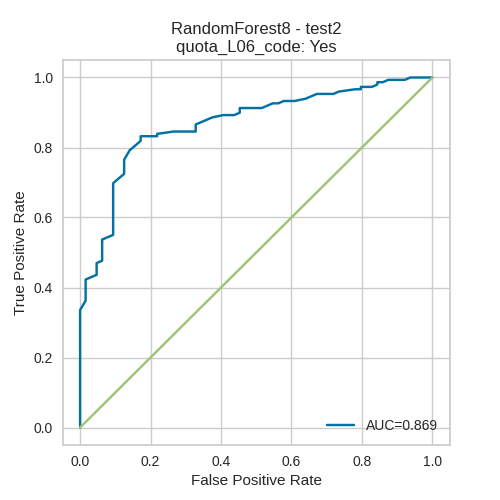 RandomForest8 - test2
quota_L06_code: Yes
True Positive Rate
1.0
0.8
0.6
0.4
0.2
0.0
AUC=0.869
0.0 0.2 0.4 0.6 0.8 1.0
False Positive Rate